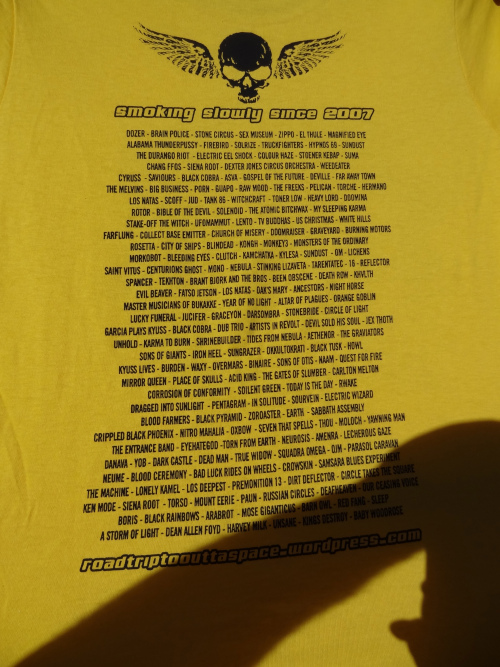 smoking slowly since 2007
DOZER - BRAIN POLICE - STONE CIRCUS - SEX MUSEUM - ZIPPO - EL THULE - MAGNIFIED EYE
ALABAMA THUNDERPUSSY - FIREBIRD - SOLRIZE - TRUCKFIGHTERS - HYPNOS 69 - SUNDUST
THE DURANGO RIOT - ELECTRIC EEL SHOCK - COLOUR HAZE - STOENER KEBAP - SUMA
CHANG FFOS - SIENA ROOT - DEXTER JONES CIRCUS ORCHESTRA - WEEDEATER
CYRUSS - SAVIOURS - BLACK COBRA - ASVA - GOSPEL OF THE FUTURE - DEVILLE - FAR AWAY TOWN
THE MELVINS - BIG BUSINESS - PORN - GUAPO - RAW MOOD - THE FREEKS - PELICAN - TORCHE - HERMANO
LOS NATAS - SCOFF - JUD - TANK 86 - WITCHCRAFT - TONER LOW - HEAVY LORD - DOOMINA
ROTOR - BIBLE OF THE DEVIL - SOLENOID - THE ATOMIC BITCHWAX - MY SLEEPING KARMA
STAKE-OFF THE WITCH - UFOMAMMUT - LENTO - TV BUDDHAS - US CHRISTMAS - WHITE HILLS
FARFLUNG - COLLECT BASE EMITTER - CHURCH OF MISERY - DOOMRAISER - GRAVEYARD - BURNING MOTORS
ROSETTA - CITY OF SHIPS - BLINDEAD - KONGH - MONKEY3 - MONSTERS OF THE ORDINARY
MORKOBOT - BLEEDING EYES - CLUTCH - KAMCHATKA - KYLESA - SUNDUST - OM - LICHENS
SAINT VITUS - CENTURIONS GHOST - MONO - NEBULA - STINKING LIZAVETA - TARENTATEC - 16 - REFLECTOR
SPANCER - TEKHTON - BRANT BJORK AND THE BROS - BEEN OBSCENE - DEATH ROW - KHVLTH
EVIL BEAVER - FATSO JETSON - LOS NATAS - OAK'S MARY - ANCESTORS - NIGHT HORSE
MASTER MUSICIANS OF BUKAKKE - YEAR OF NO LIGHT - ALTAR OF PLAGUES - ORANGE GOBLIN
LUCKY FUNERAL - JUCIFER - GRACEYON - DARSOMBRA - STONEBRIDE - CIRCLE OF LIGHT
GARCIA PLAYS KYUSS - BLACK COBRA - DUB TRIO - ARTISTS IN REVOLT - DEVIL SOLD HIS SOUL - JEX THOTH
UNHOLD - KARMA TO BURN - SHRINEBUILDER - TIDES FROM NEBULA - AETHENOR - THE GRAVIATORS
SONS OF GIANTS - IRON HEEL - SUNGRAZER - OKKULTOKRATI - BLACK TUSK - HOWL
KYUSS LIVES - BURDEN - WAXY - OVERMARS - BINAIRE - SONS OF OTIS - NAAM - QUEST FOR FIRE
MIRROR QUEEN - PLACE OF SKULLS - ACID KING - THE GATES OF SLUMBER - CARLTON MELTON
CORROSION OF CONFORMITY - SOILENT GREEN - TODAY IS THE DAY - RWAKE
DRAGGED INTO SUNLIGHT - PENTAGRAM - IN SOLITUDE - SOURVEIN - ELECTRIC WIZARD
BLOOD FARMERS - BLACK PYRAMID - ZOROASTER - EARTH - SABBATH ASSEMBLY
CRIPPLED BLACK PHOENIX - NITRO MAHALIA - OXBOW - SEVEN THAT SPELLS - THOU - MOLOCH - YAWNING MAN
THE ENTRANCE BAND - EYEHATEGOD - TORN FROM EARTH - NEUROSIS - AMENRA - LECHEROUS GAZE
DANAVA - YOB - DARK CASTLE - DEAD MAN - TRUE WIDOW - SQUADRA OMEGA - OJM - PARASOL CARAVAN
NEUME - BLOOD CEREMONY - BAD LUCK RIDES ON WHEELS - CROWSKIN - SAMSARA BLUES EXPERIMENT
THE MACHINE - LONELY KAMEL - LOS DEEPEST - PREMONITION 13 - DIRT DEFLECTOR - CIRCLE TAKES THE SQUARE
KEN MODE - SIENA ROOT - TORSO - MOUNT EERIE - PAUN - RUSSIAN CIRCLES - DEAFHEAVEN - OUR CEASING VOICE
BORIS - BLACK RAINBOWS - ARABROT - MOSE GIGANTICNG - BARN OWL - RED FANG - SLEEP
A STORM OF LIGHT - DEAN ALLEN FOYD - HARVEY MILK - UNSANE - KINGS DESTROY - BABY WOODROSE
roadtriptoouttaspace.wordpress.com